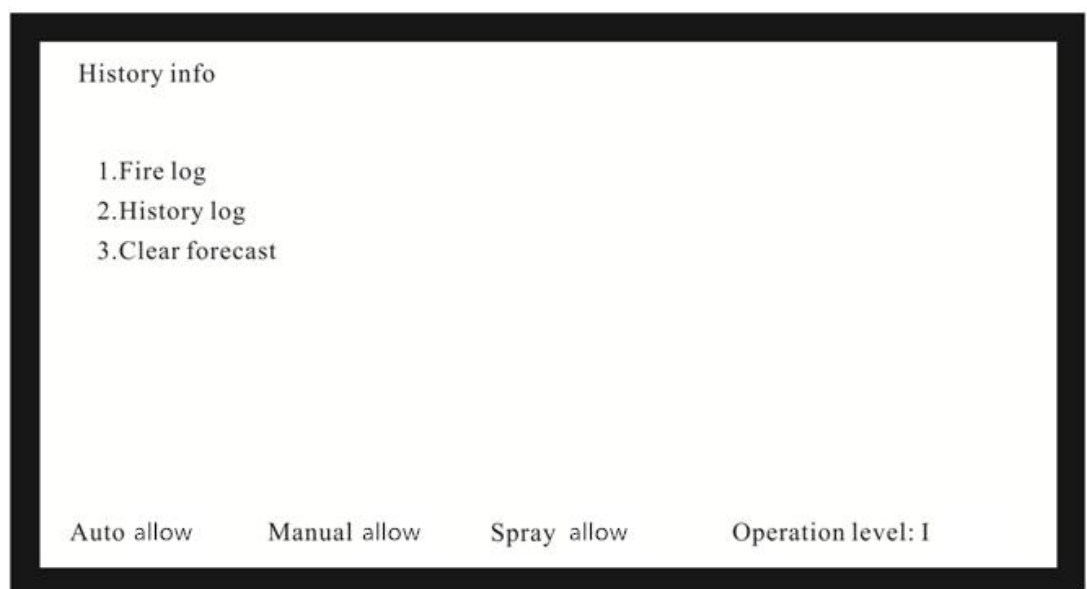 History info
1.Fire log
2.History log
3.Clear forecast
Auto allow Manual allow Spray allow Operation level: I